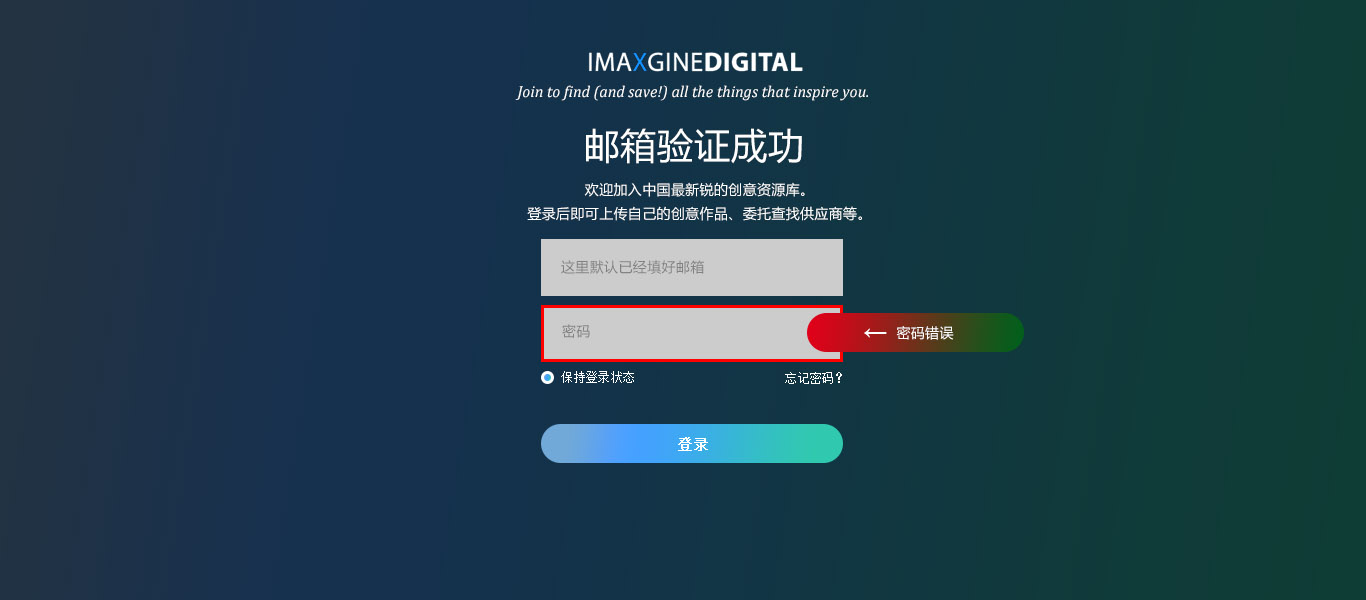 IMAXGINEDIGITAL
Join to find (and save!) all the things that inspire you.
邮箱验证成功
欢迎加入中国最新锐的创意资源库。
登录后即可上传自己的创意作品、委托查找供应商等。
这里默认已经填好邮箱
密码
← 密码错误
保持登录状态
忘记密码？
登录